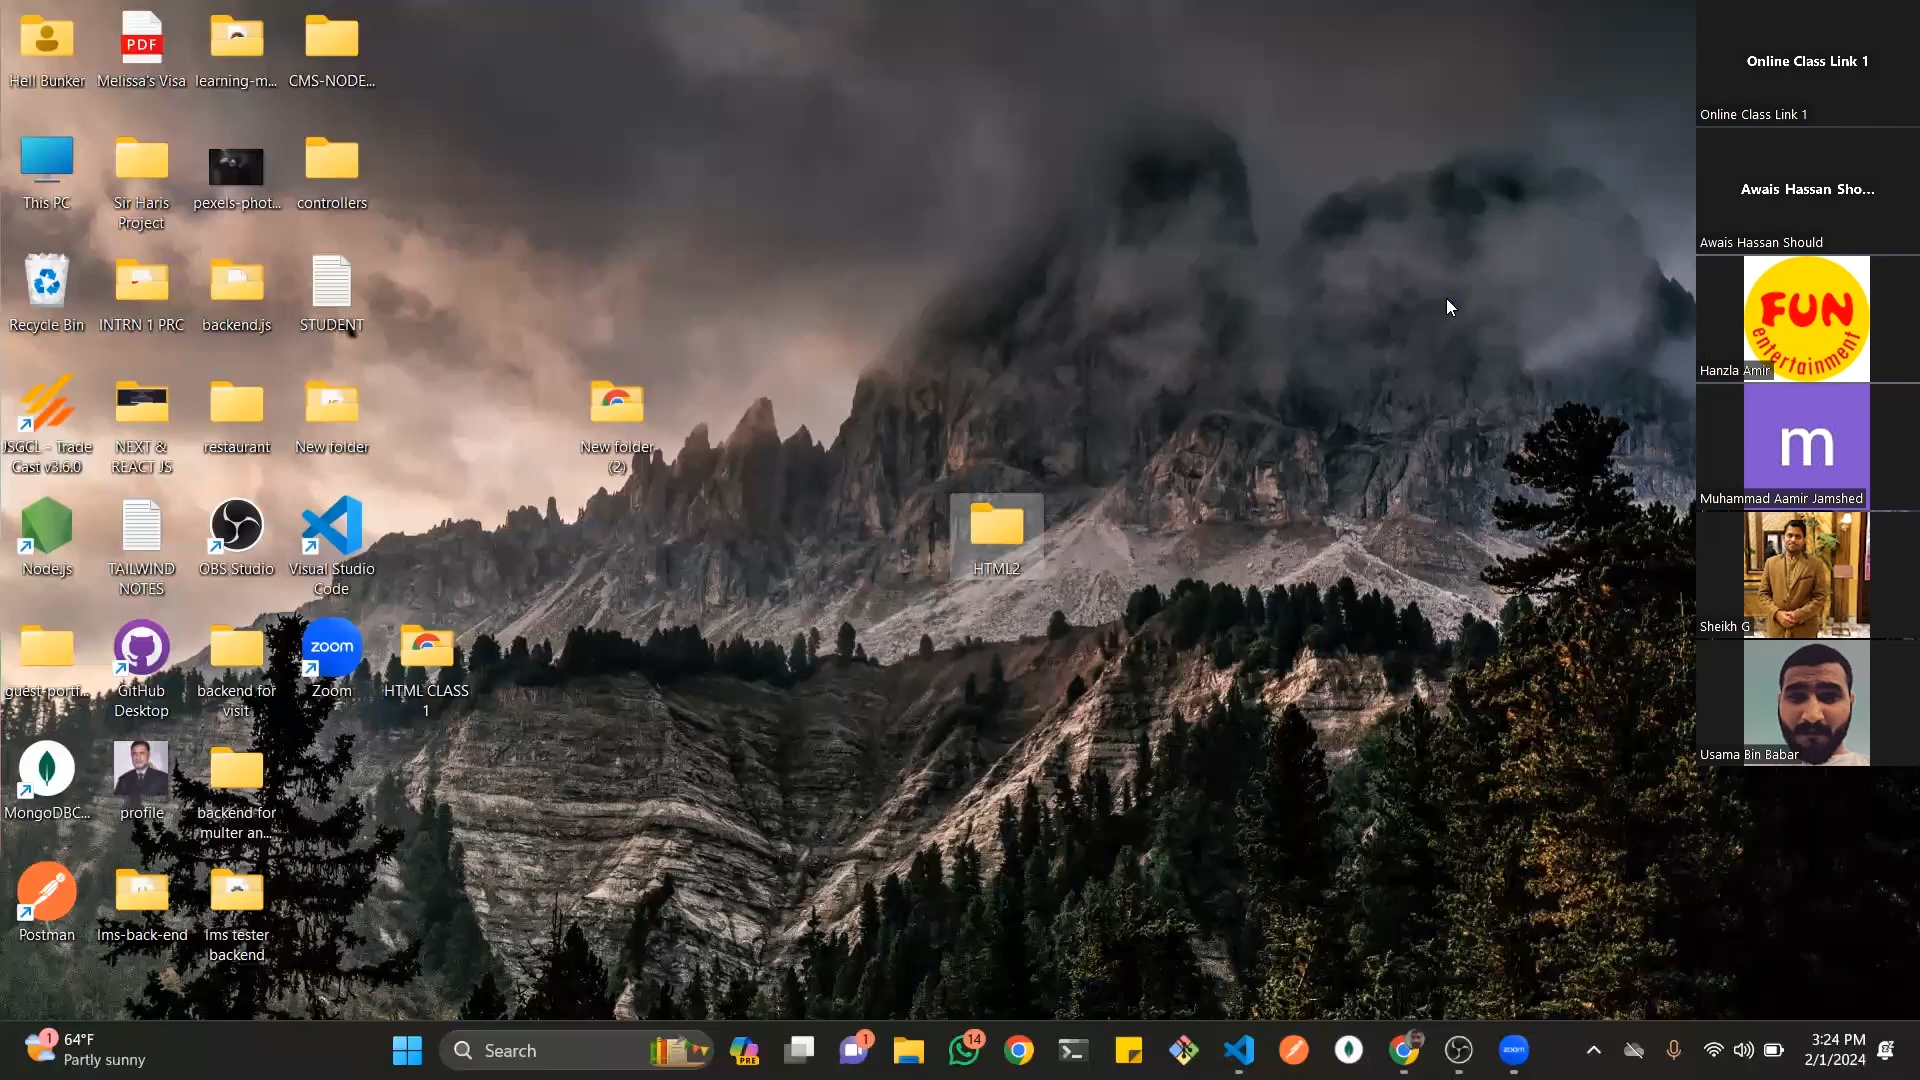 Hell Bunker
Melissa's Visa
learning-m...
CMS-NODE...
This PC
Sir Haris
Project
pexels-phot...
controllers
Recycle Bin
INTRN 1 PRC
backend.js
STUDENT
JSGCL - Trade
Cast v3.6.0
NEXT &
REACT JS
restaurant
New folder
New folder
(2)
Node.js
TAILWIND
NOTES
OBS Studio
Visual Studio
Code
HTML2
guest-portf...
GitHub
Desktop
backend for
visit
zoom
Zoom
HTML CLASS
1
MongoDBC...
profile
backend for
multer an...
Postman
lms-back-end
lms tester
backend
PDF
Online Class Link 1
Online Class Link 1
Awais Hassan Sho...
Awais Hassan Should
FUN
entertainment
Hanzla Amir
m
Muhammad Aamir Jamshed
Sheikh G
Usama Bin Babar
1
64°F
Partly sunny
Search
PRE
1
14
zoom
3:24 PM
2/1/2024